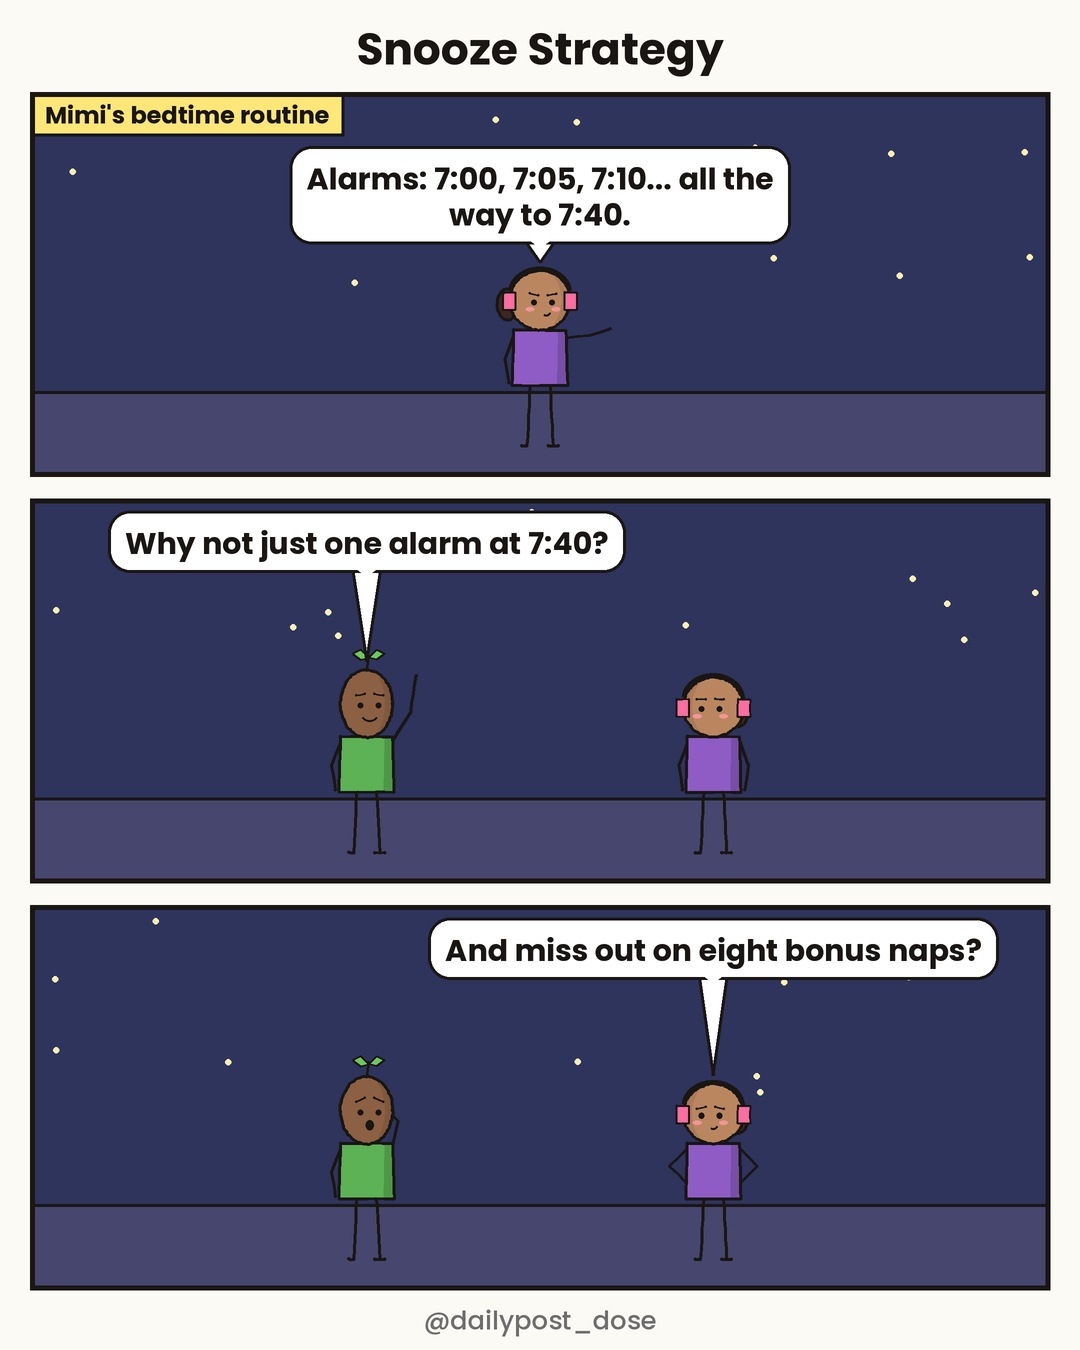 Snooze Strategy
Mimi's bedtime routine
Alarms: 7:00, 7:05, 7:10... all the
way to 7:40.
Why not just one alarm at 7:40?
And miss out on eight bonus naps?
@dailypost_dose